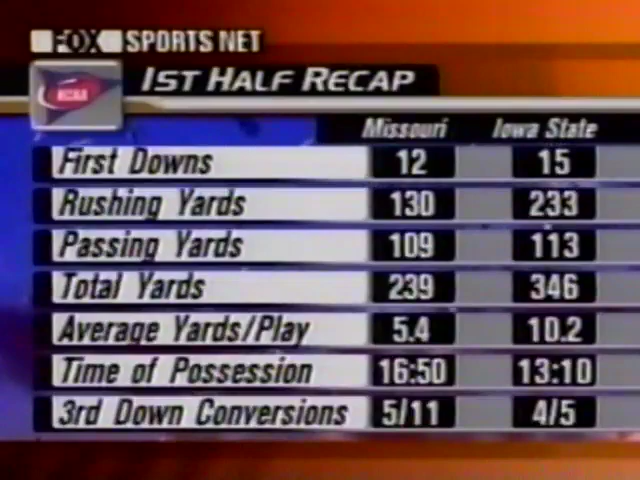 FOX SPORTS NET
NCAA
1ST HALF RECAP
Missouri Iowa State
First Downs 12 15
Rushing Yards 130 233
Passing Yards 109 113
Total Yards 239 346
Average Yards/Play 5.4 10.2
Time of Possession 16:50 13:10
3rd Down Conversions 5/11 4/5